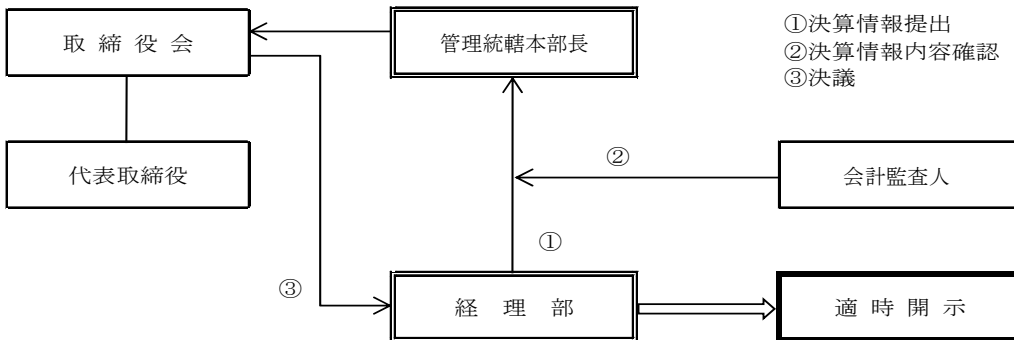 取締役会
管理統轄本部長
①決算情報提出
②決算情報内容確認
③決議
代表取締役
②
会計監査人
①
③
経理部
適時開示